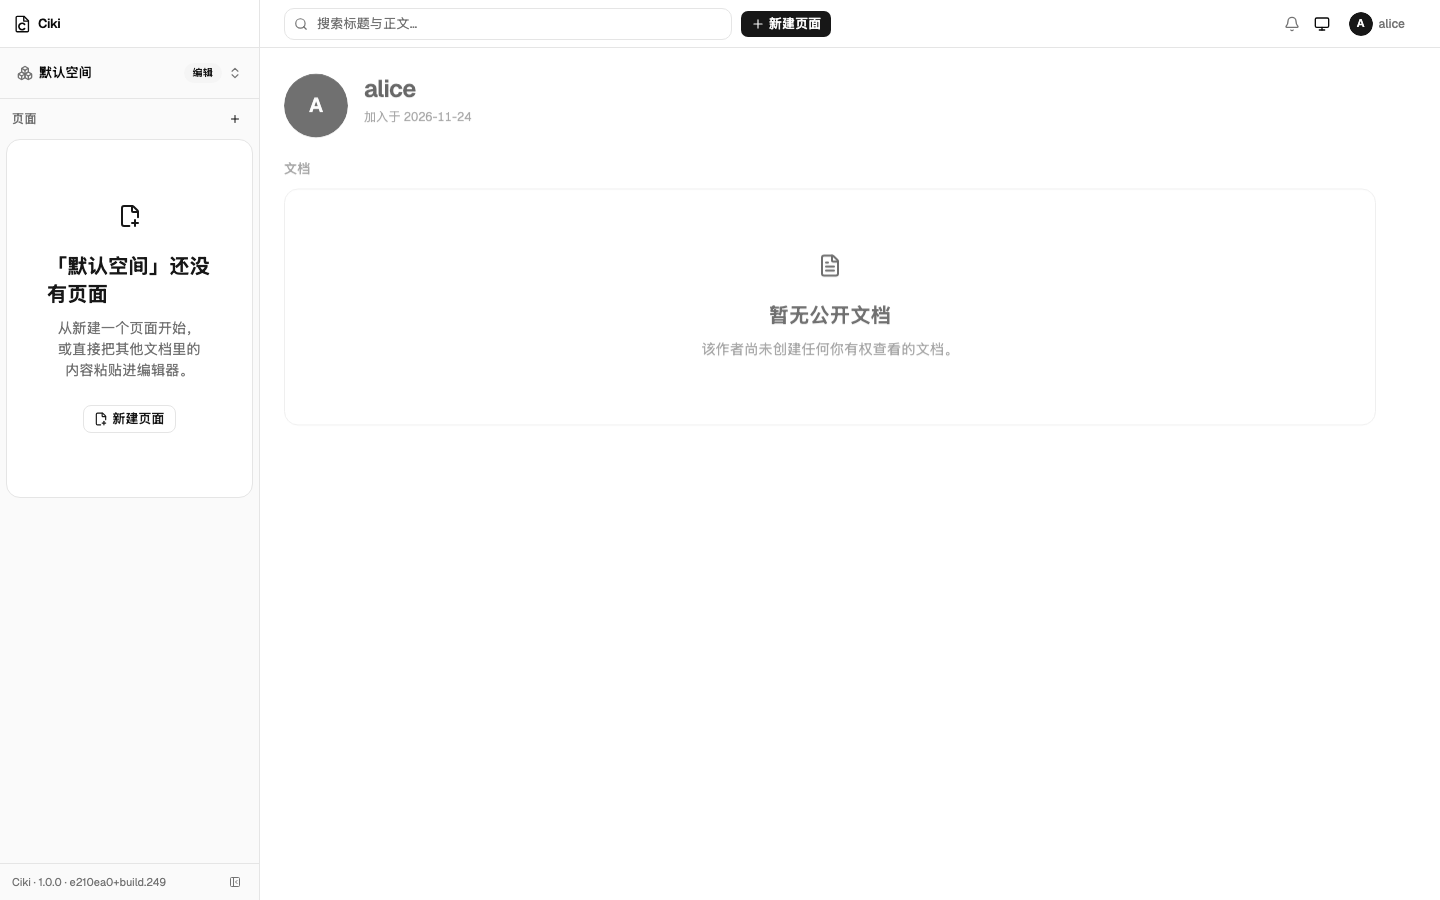 Ciki
搜索标题与正文...
新建页面
A
alice
默认空间
编辑
页面
「默认空间」还没
有页面
从新建一个页面开始，
或直接把其他文档里的
内容粘贴进编辑器。
新建页面
A
alice
加入于 2026-11-24
文档
暂无公开文档
该作者尚未创建任何你有权查看的文档。
Ciki · 1.0.0 · e210ea0+build.249